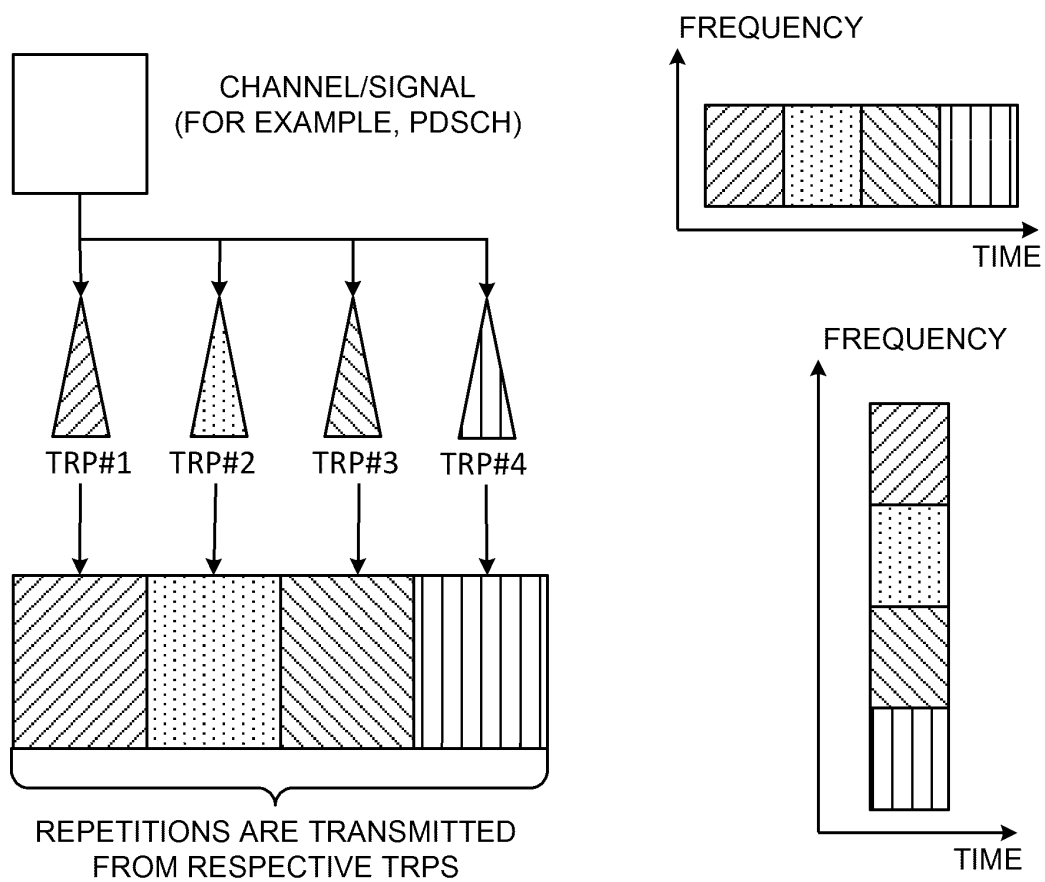 CHANNEL/SIGNAL
(FOR EXAMPLE, PDSCH)
TRP#1 TRP#2 TRP#3 TRP#4
REPETITIONS ARE TRANSMITTED
FROM RESPECTIVE TRPS
FREQUENCY
TIME
FREQUENCY
TIME